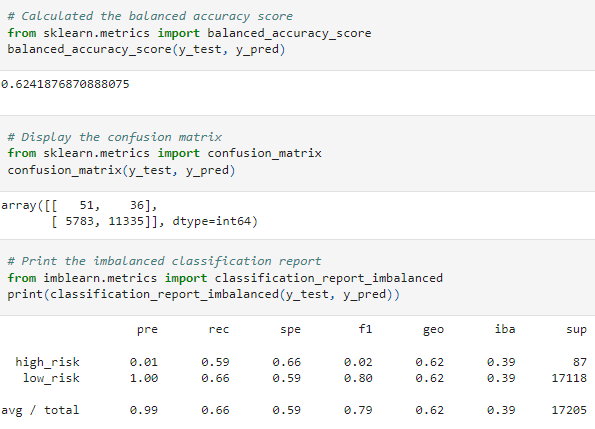 # Calculated the balanced accuracy score
from sklearn.metrics import balanced_accuracy_score
balanced_accuracy_score(y_test, y_pred)
0.6241876870888075
# Display the confusion matrix
from sklearn.metrics import confusion_matrix
confusion_matrix(y_test, y_pred)
array([[   51,    36],
       [ 5783, 11335]], dtype=int64)
# Print the imbalanced classification report
from imblearn.metrics import classification_report_imbalanced
print(classification_report_imbalanced(y_test, y_pred))
                   pre       rec       spe        f1       geo       iba       sup
  high_risk       0.01      0.59      0.66      0.02      0.62      0.39        87
   low_risk       1.00      0.66      0.59      0.80      0.62      0.39     17118
avg / total       0.99      0.66      0.59      0.79      0.62      0.39     17205